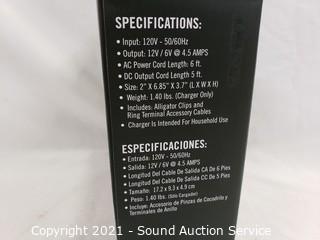 SPECIFICATIONS:
• Input: 120V - 50/60Hz
• Output: 12V / 6V @ 4.5 AMPS
• AC Power Cord Length: 6 ft.
• DC Output Cord Length 5 ft.
• Size: 2" X 6.85" X 3.7" (L X W X H)
• Weight: 1.40 lbs. (Charger Only)
• Includes: Alligator Clips and
Ring Terminal Accessory Cables
• Charger Is Intended For Household Use
ESPECIFICACIONES:
• Entrada: 120V - 50/60Hz
• Salida: 12V / 6V @ 4.5 AMPS
• Longitud Del Cable De Salida CA De 6 Pies
• Longitud Del Cable De Salida CC De 5 Pies
• Tamaño: 17.2 x 9.3 x 4.9 cm
• Peso: 1.40 Lbs. (Sólo Cargador)
• Incluye: Accesorio de Pinzas de Cocodrilo y
Terminales de Anillo
Copyright 2021 - Sound Auction Service